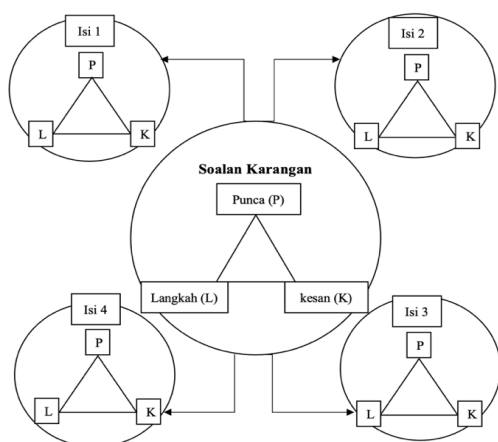 Isi 1
P
L
K
Isi 2
P
L
K
Soalan Karangan
Punca (P)
Langkah (L)
kesan (K)
Isi 4
P
L
K
Isi 3
P
L
K